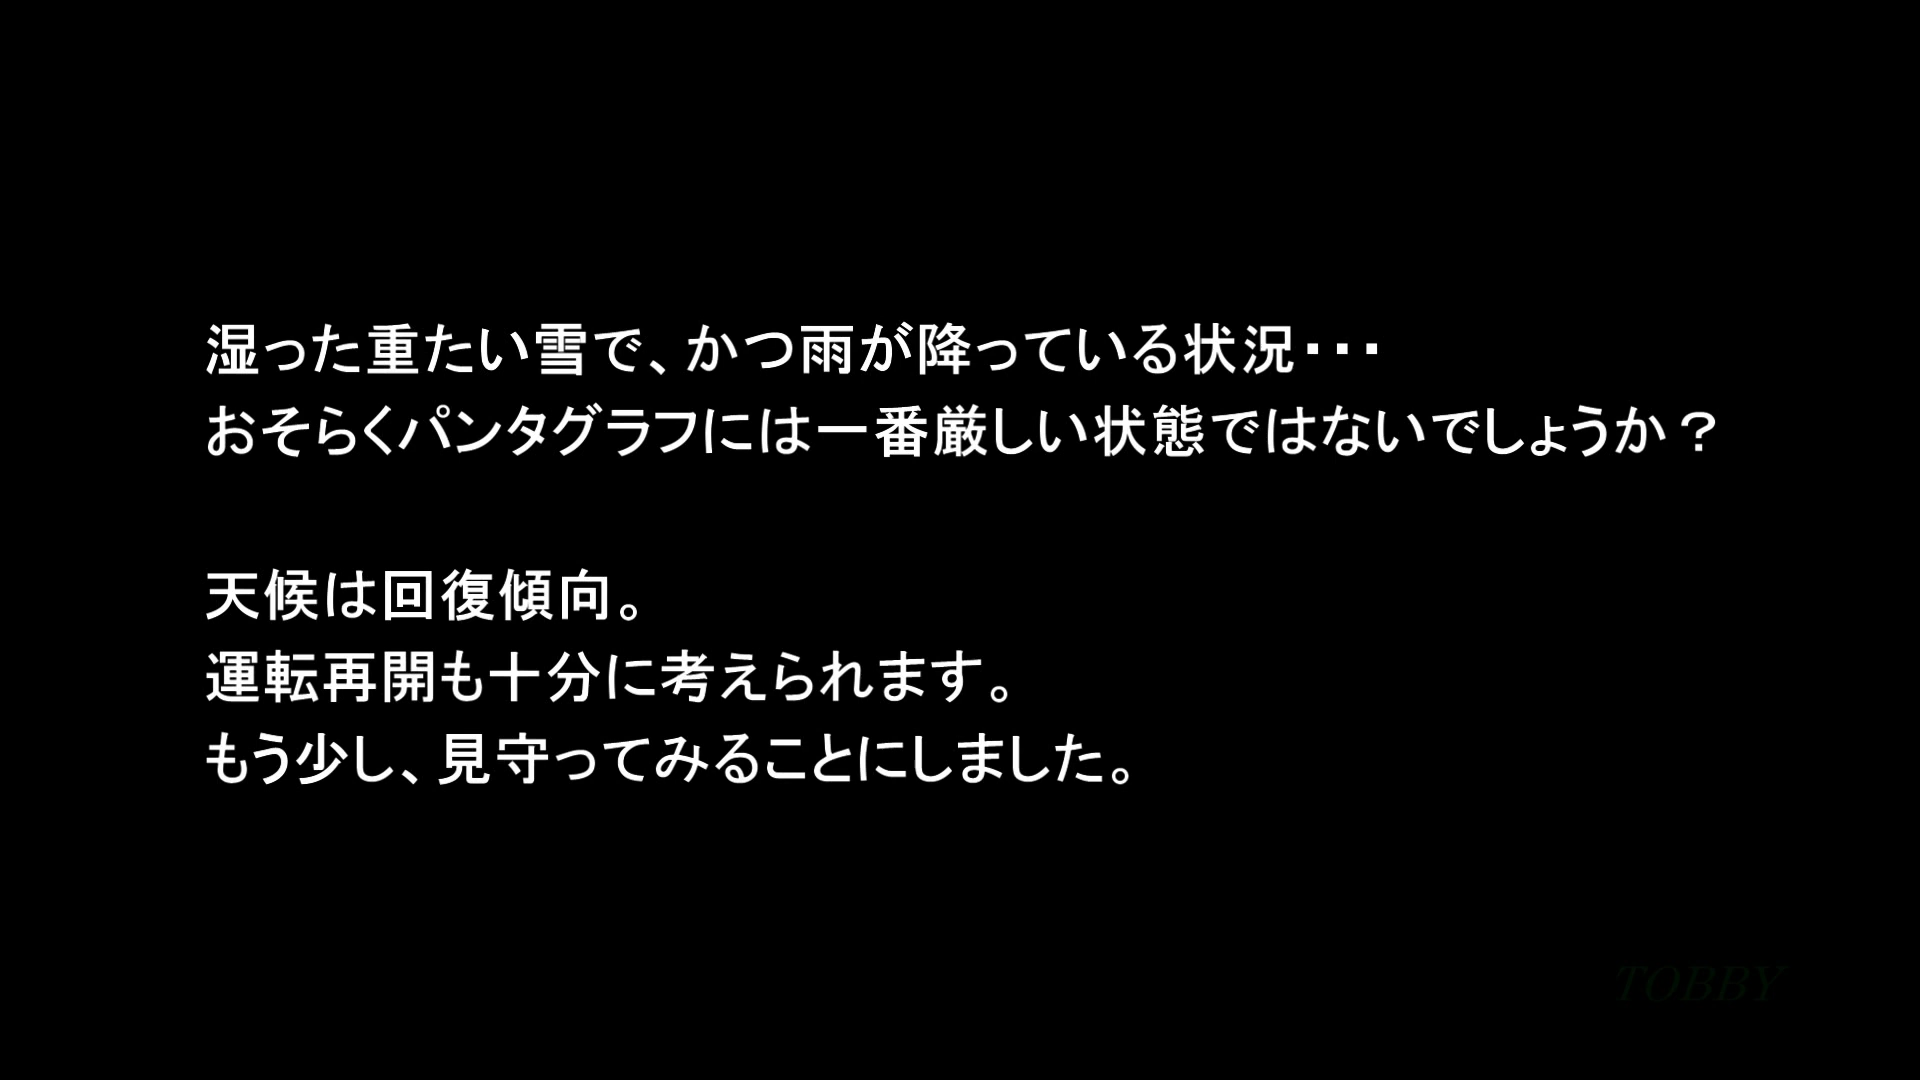 湿った重たい雪で、かつ雨が降っている状況・・・
おそらくパンタグラフには一番厳しい状態ではないでしょうか？
天候は回復傾向。
運転再開も十分に考えられます。
もう少し、見守ってみることにしました。
TOBBY